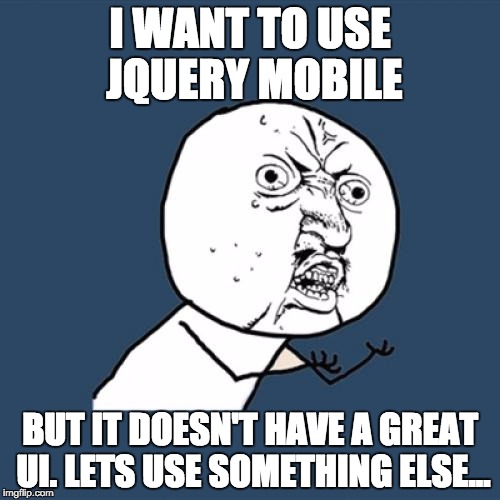 I WANT TO USE
JQUERY MOBILE
BUT IT DOESN'T HAVE A GREAT
UI. LETS USE SOMETHING ELSE...
imgflip.com